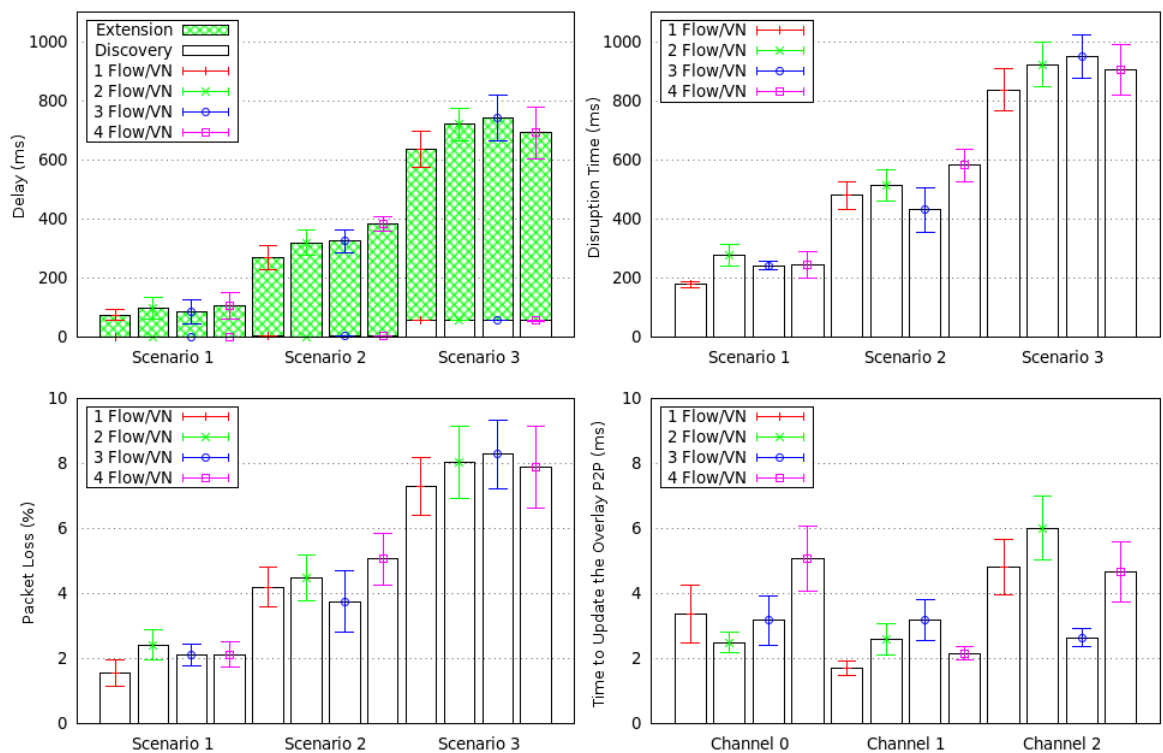 Extension
Discovery
1 Flow/VN
2 Flow/VN
3 Flow/VN
4 Flow/VN
1000
800
600
400
200
0
Delay (ms)
Scenario 1
Scenario 2
Scenario 3
1 Flow/VN
2 Flow/VN
3 Flow/VN
4 Flow/VN
1000
800
600
400
200
0
Disruption Time (ms)
Scenario 1
Scenario 2
Scenario 3
1 Flow/VN
2 Flow/VN
3 Flow/VN
4 Flow/VN
10
8
6
4
2
0
Packet Loss (%)
Scenario 1
Scenario 2
Scenario 3
1 Flow/VN
2 Flow/VN
3 Flow/VN
4 Flow/VN
10
8
6
4
2
0
Time to Update the Overlay P2P (ms)
Channel 0
Channel 1
Channel 2